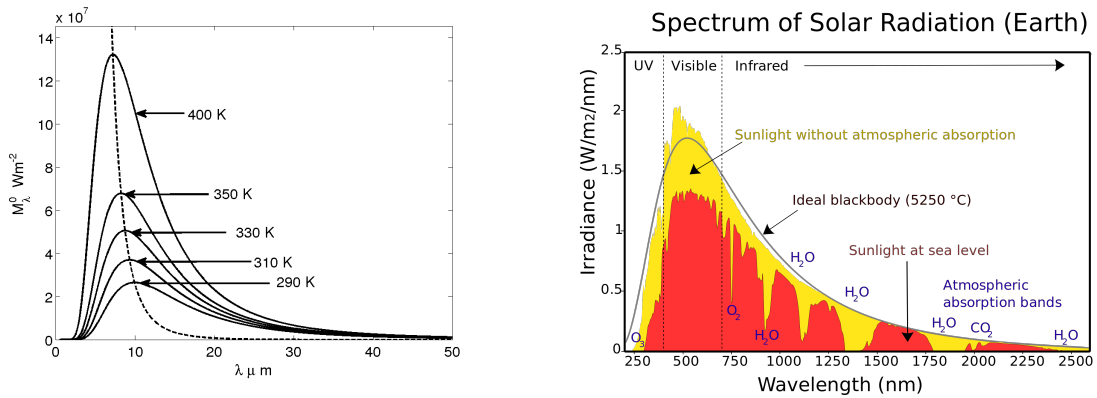 x 10⁷
14
12
10
8
6
4
2
0
M⁰λ Wm⁻²
400 K
350 K
330 K
310 K
290 K
0
10
20
30
40
50
λ μ m
Spectrum of Solar Radiation (Earth)
UV
Visible
Infrared
2.5
2
1.5
1
0.5
0
Irradiance (W/m2/nm)
Sunlight without atmospheric absorption
Ideal blackbody (5250 °C)
Sunlight at sea level
H₂O
H₂O
Atmospheric
absorption bands
O₂
H₂O
H₂O
CO₂
H₂O
O₃
250
500
750
1000
1250
1500
1750
2000
2250
2500
Wavelength (nm)